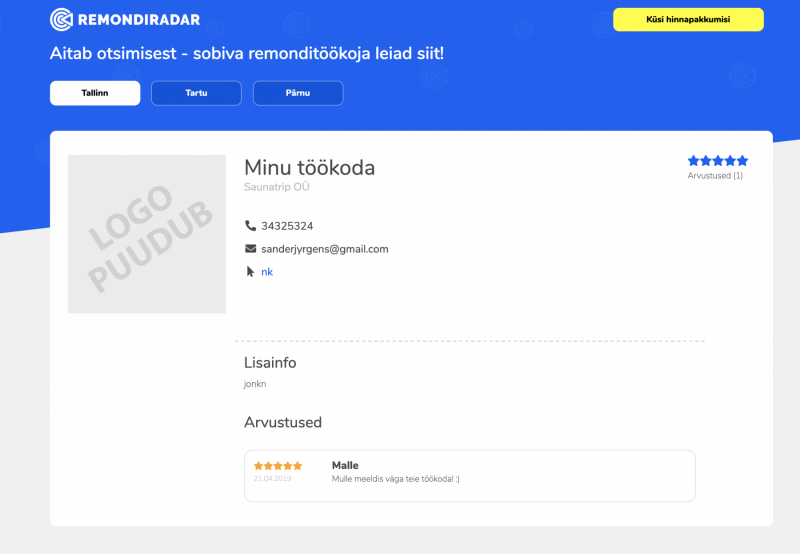 REMONDIRADAR
Küsi hinnapakkumisi
Aitab otsimisest - sobiva remonditöökoja leiad siit!
Tallinn
Tartu
Pärnu
LOGO
PUUDUB
Minu töökoda
Saunatrip OÜ
Arvustused (1)
34325324
sanderjyrgens@gmail.com
nk
Lisainfo
jonkn
Arvustused
Malle
21.04.2019
Mulle meeldis väga teie töökoda! :)